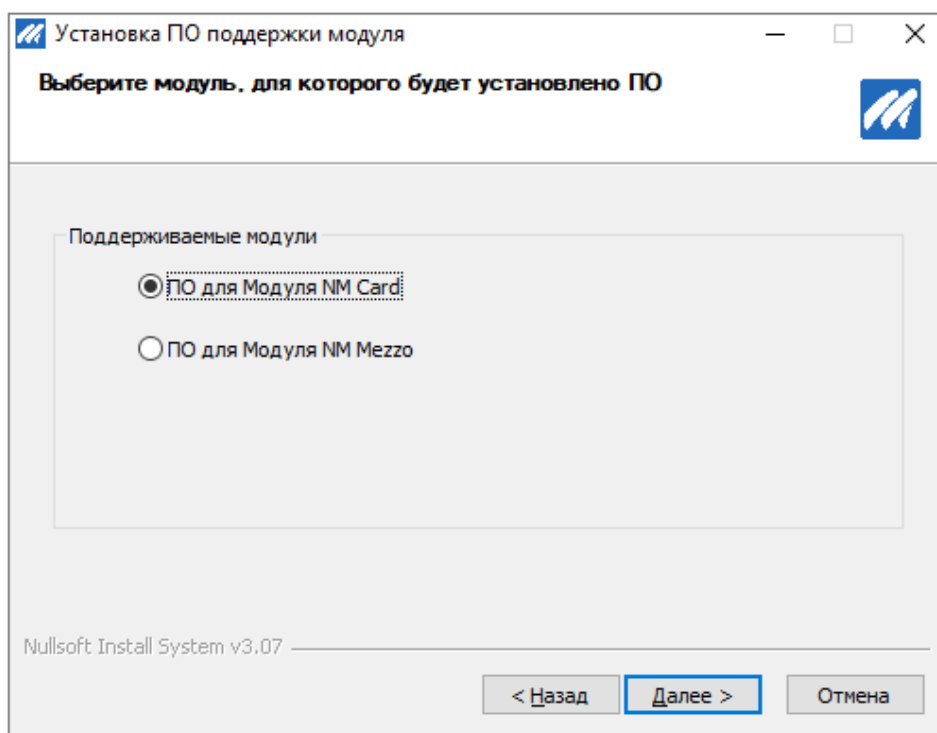 Установка ПО поддержки модуля
Выберите модуль, для которого будет установлено ПО
Поддерживаемые модули
ПО для Модуля NM Card
ПО для Модуля NM Mezzo
Nullsoft Install System v3.07
< Назад
Далее >
Отмена